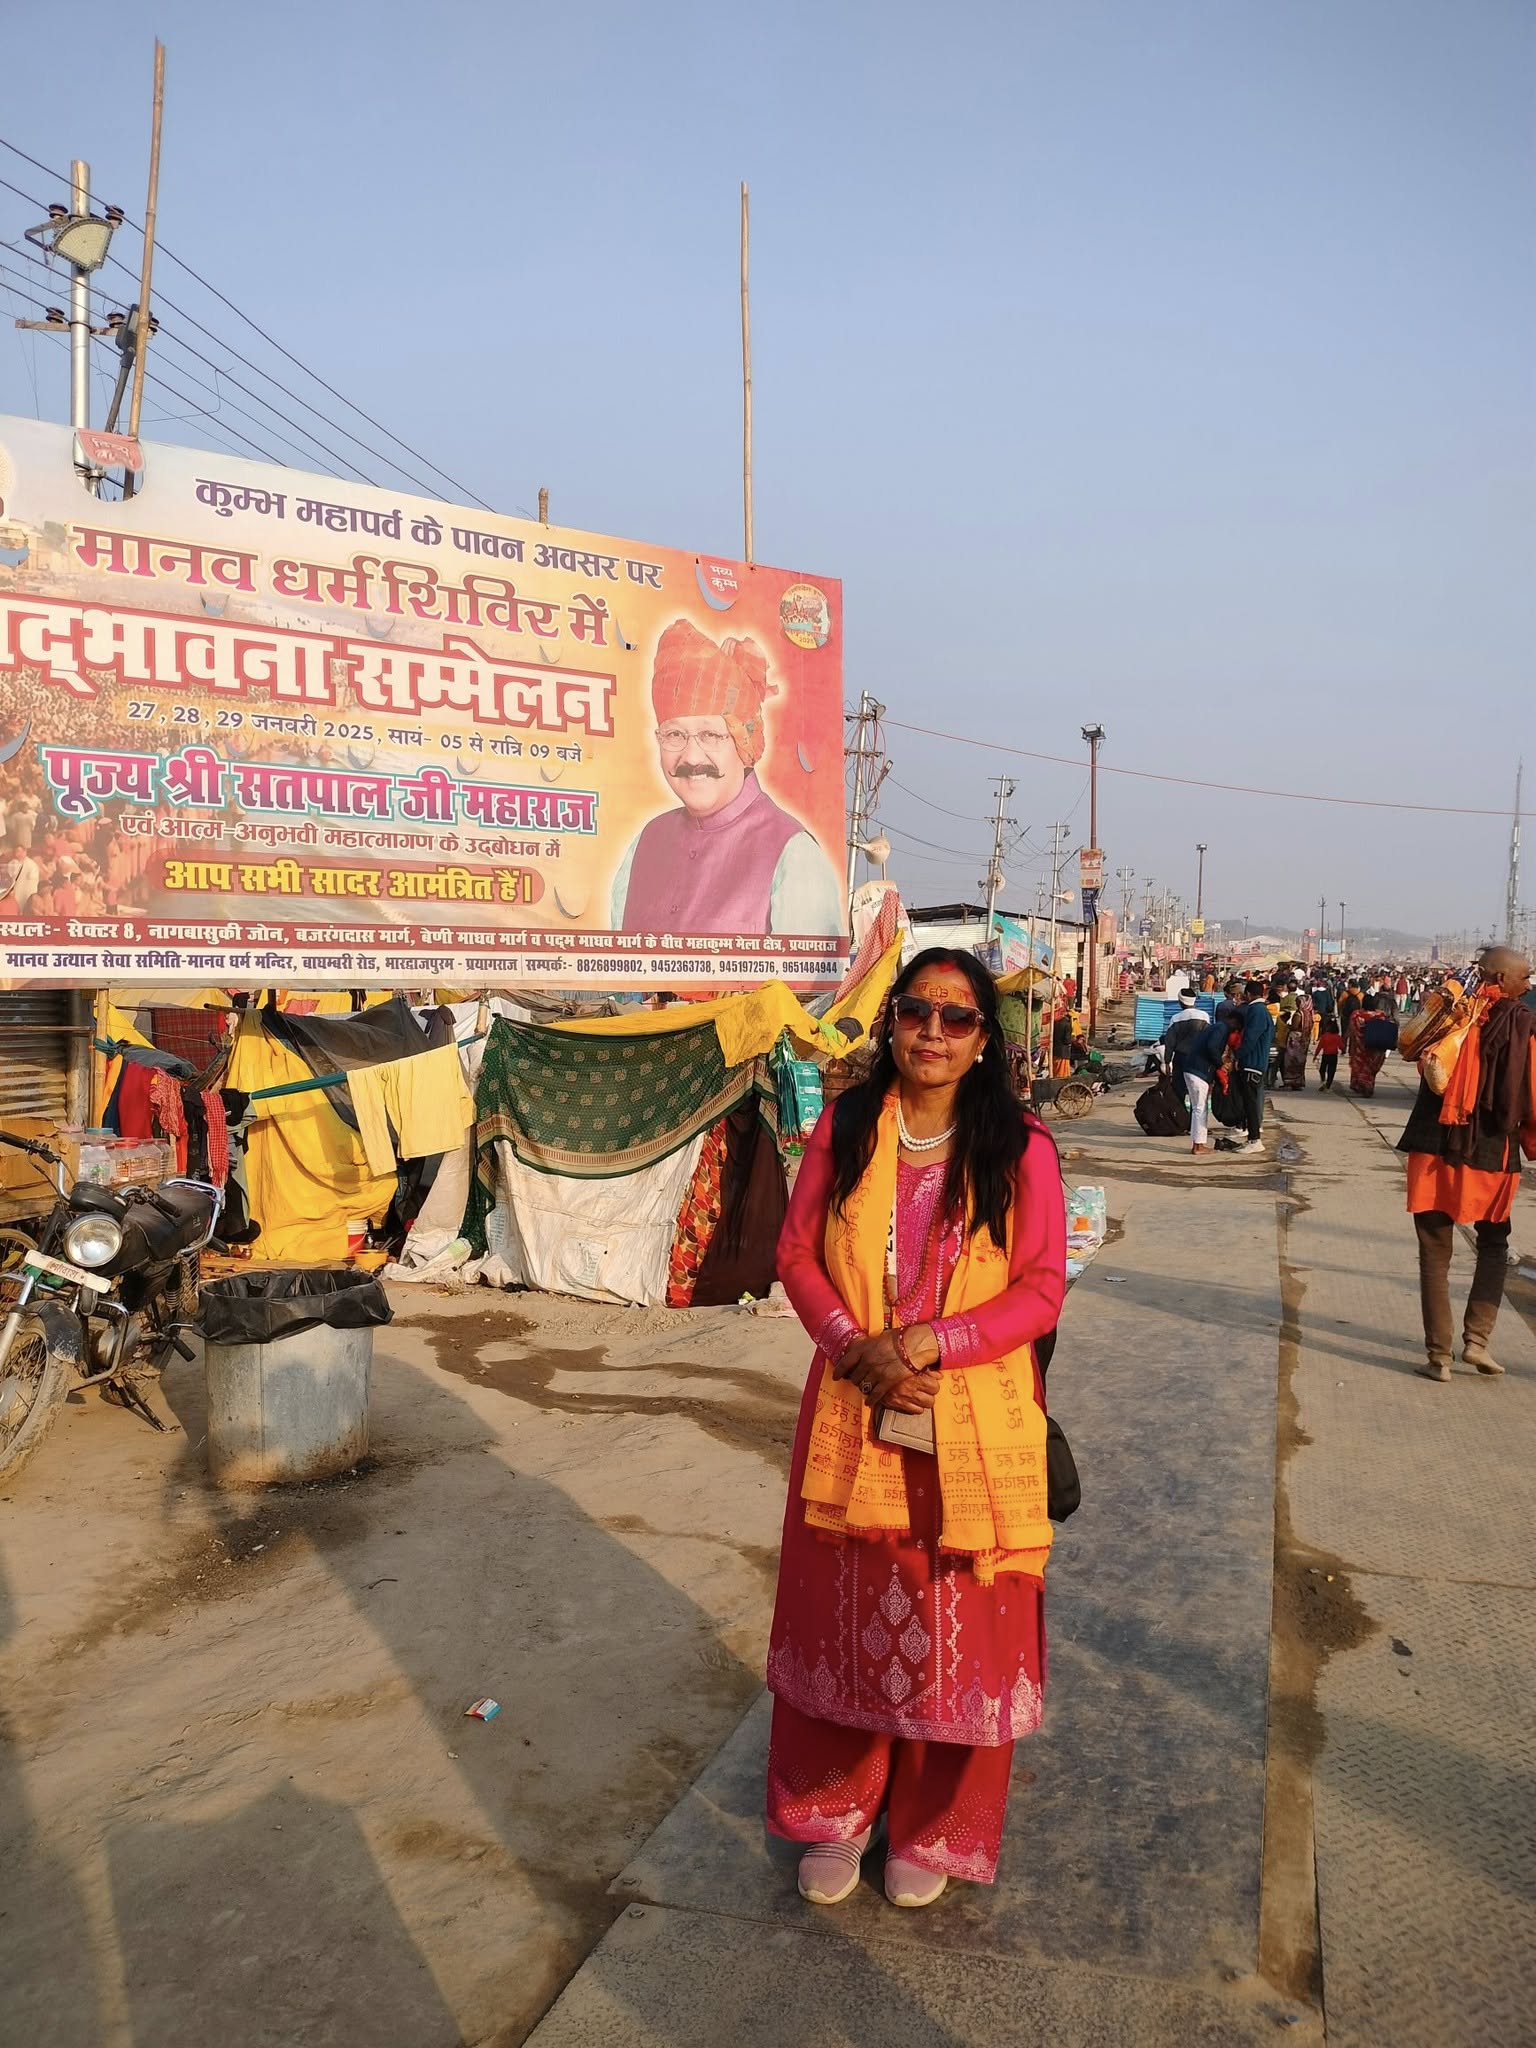 कुम्भ महापर्व के पावन अवसर पर
भव्य
कुम्भ
मानव धर्म शिविर में
सद्भावना सम्मेलन
27, 28, 29 जनवरी 2025, सायं- 05 से रात्रि 09 बजे
पूज्य श्री सतपाल जी महाराज
एवं आत्म-अनुभवी महात्मागण के उद्बोधन में
आप सभी सादर आमंत्रित हैं।
स्थल:- सेक्टर 8, नागबासुकी जोन, बजरंगदास मार्ग, बेणी माधव मार्ग व पद्म माधव मार्ग के बीच महाकुम्भ मेला क्षेत्र, प्रयागराज
मानव उत्यान सेवा समिति-मानव धर्म मन्दिर, बाघम्बरी रोड, भारद्वाजपुरम - प्रयागराज सम्पर्क:- 8826899802, 9452363738, 9451972576, 9651484944